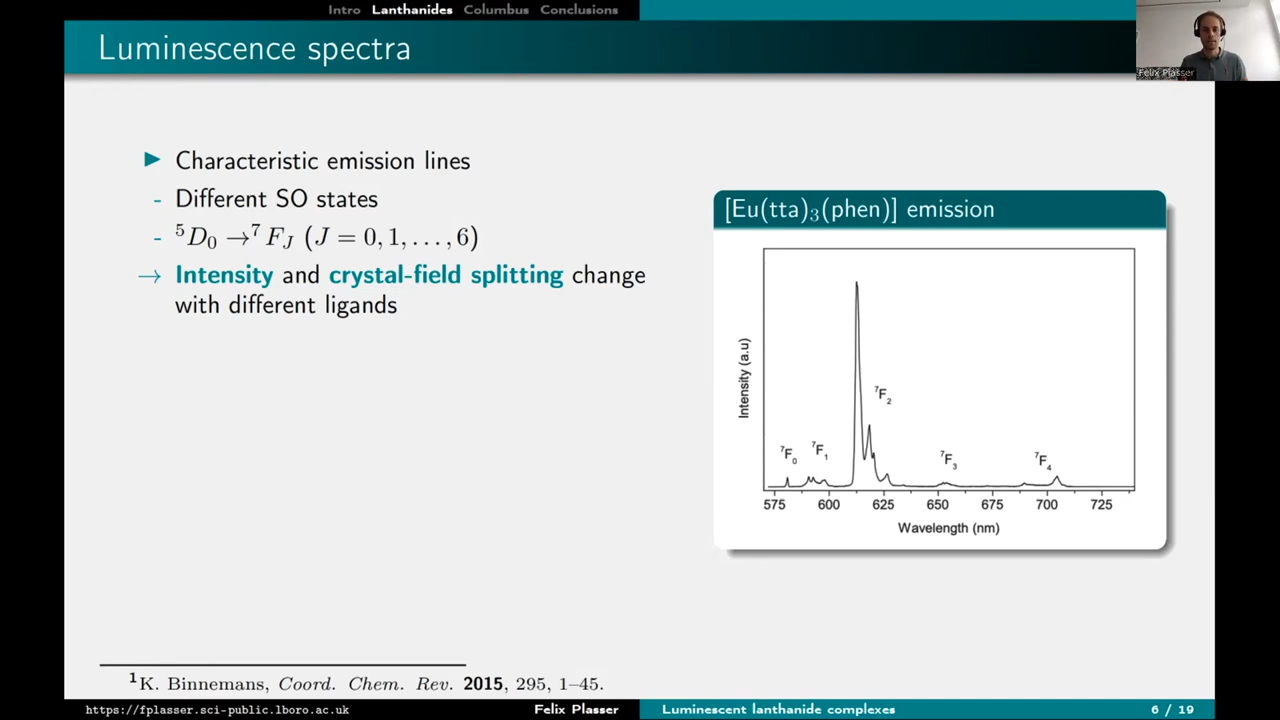 Intro Lanthanides Columbus Conclusions
Luminescence spectra
Felix Plasser
▶ Characteristic emission lines
- Different SO states
- ⁵D₀ →⁷ F_J (J = 0, 1, . . . , 6)
→ Intensity and crystal-field splitting change
with different ligands
[Eu(tta)₃(phen)] emission
Intensity (a.u)
⁷F₀
⁷F₁
⁷F₂
⁷F₃
⁷F₄
575 600 625 650 675 700 725
Wavelength (nm)
¹K. Binnemans, Coord. Chem. Rev. 2015, 295, 1–45.
https://fplasser.sci-public.lboro.ac.uk Felix Plasser Luminescent lanthanide complexes 6 / 19